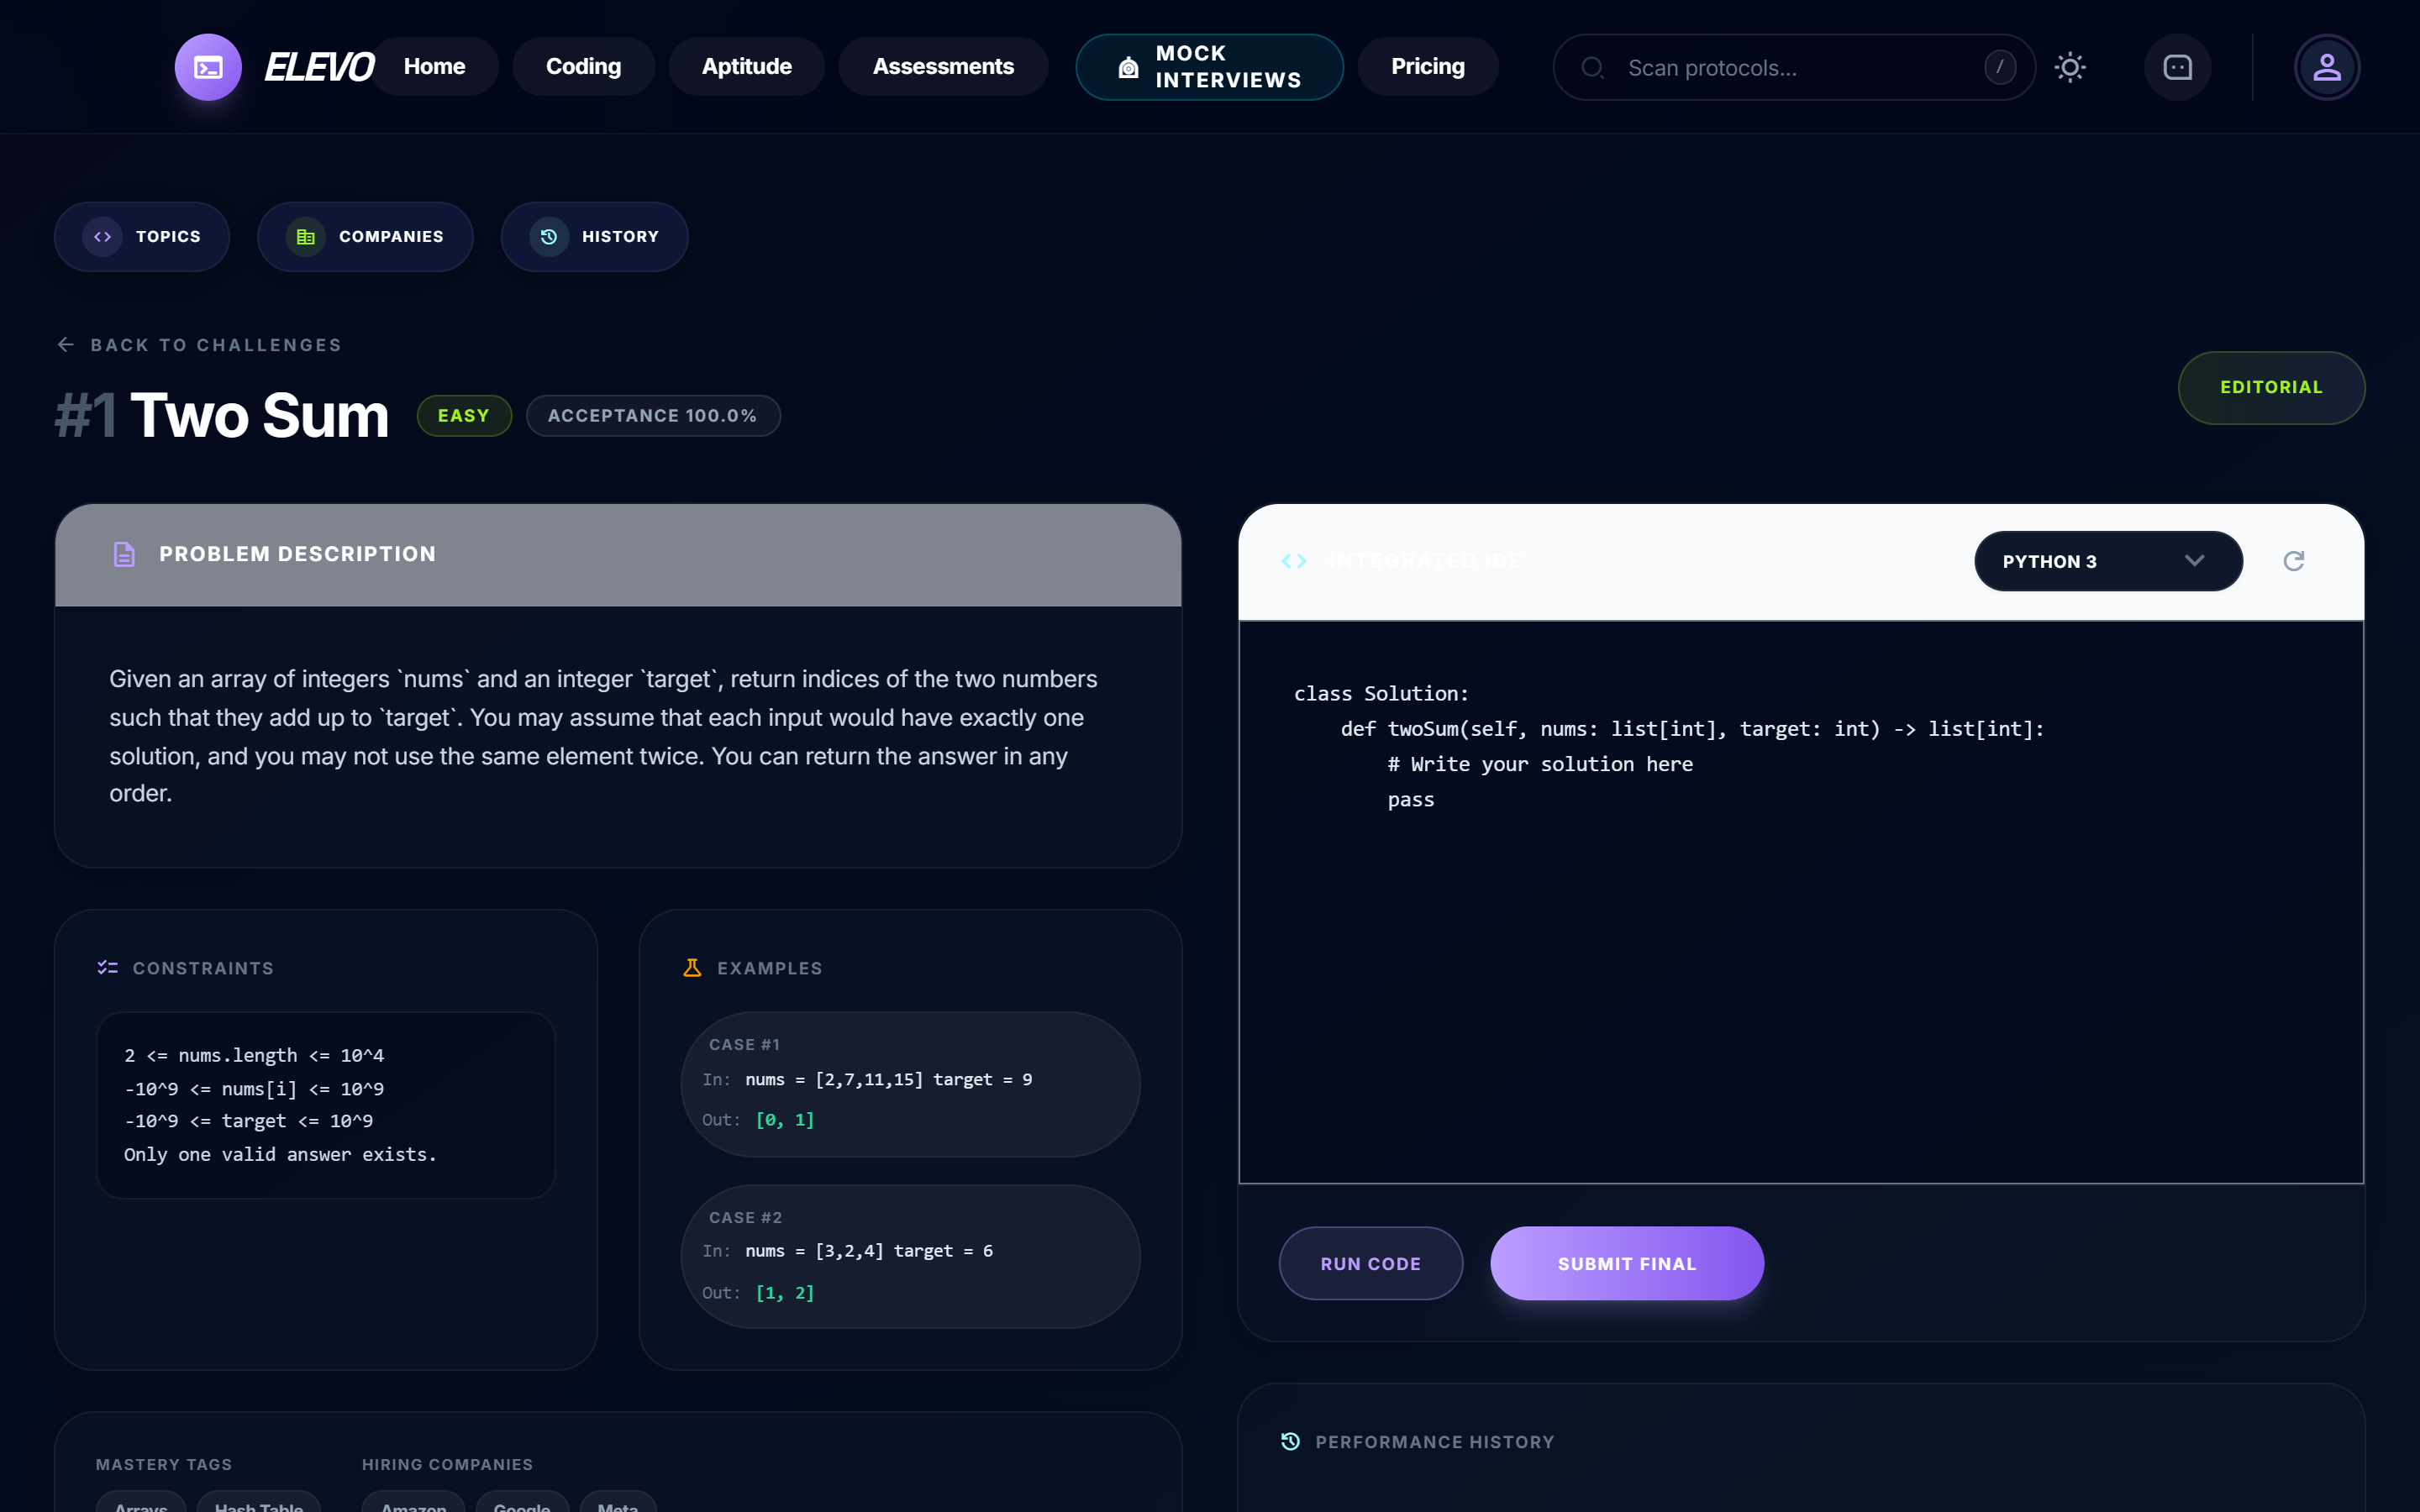 ELEVO
Home
Coding
Aptitude
Assessments
MOCK
INTERVIEWS
Pricing
Scan protocols...
/
TOPICS
COMPANIES
HISTORY
BACK TO CHALLENGES
#1 Two Sum
EASY
ACCEPTANCE 100.0%
EDITORIAL
PROBLEM DESCRIPTION
Given an array of integers `nums` and an integer `target`, return indices of the two numbers
such that they add up to `target`. You may assume that each input would have exactly one
solution, and you may not use the same element twice. You can return the answer in any
order.
CONSTRAINTS
2 <= nums.length <= 10^4
-10^9 <= nums[i] <= 10^9
-10^9 <= target <= 10^9
Only one valid answer exists.
EXAMPLES
CASE #1
In: nums = [2,7,11,15] target = 9
Out: [0, 1]
CASE #2
In: nums = [3,2,4] target = 6
Out: [1, 2]
MASTERY TAGS
Arrays
Hash Table
HIRING COMPANIES
Amazon
Google
Meta
INTEGRATED IDE
PYTHON 3
class Solution:
    def twoSum(self, nums: list[int], target: int) -> list[int]:
        # Write your solution here
        pass
RUN CODE
SUBMIT FINAL
PERFORMANCE HISTORY